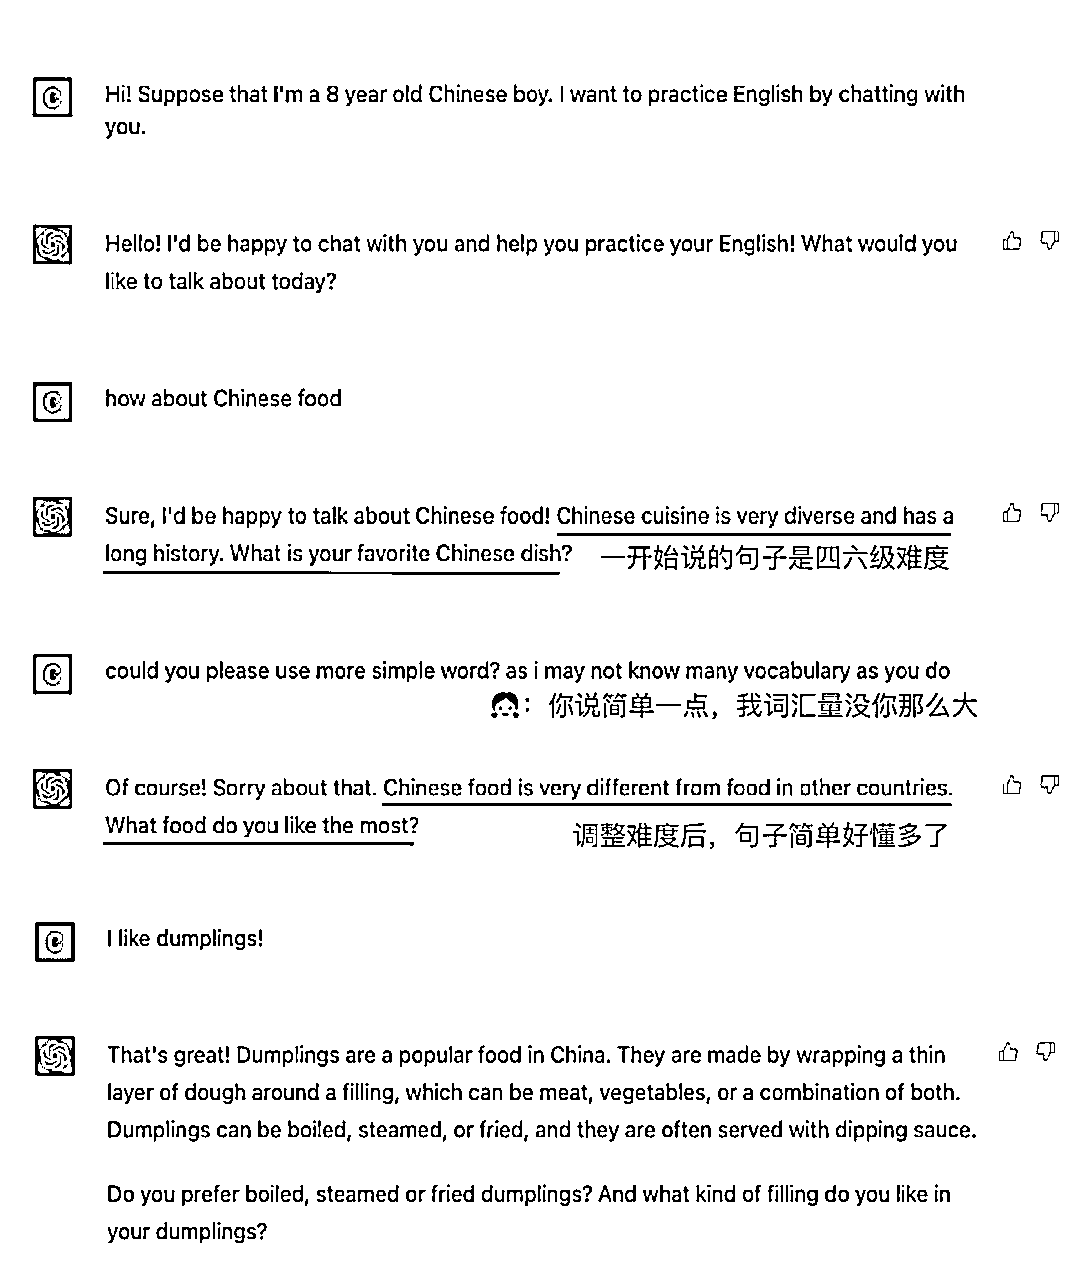 Hi! Suppose that I'm a 8 year old Chinese boy. I want to practice English by chatting with
you.
Hello! I'd be happy to chat with you and help you practice your English! What would you
like to talk about today?
how about Chinese food
Sure, I'd be happy to talk about Chinese food! Chinese cuisine is very diverse and has a
long history. What is your favorite Chinese dish? 一开始说的句子是四六级难度
could you please use more simple word? as i may not know many vocabulary as you do
：你说简单一点，我词汇量没你那么大
Of course! Sorry about that. Chinese food is very different from food in other countries.
What food do you like the most? 调整难度后，句子简单好懂多了
I like dumplings!
That's great! Dumplings are a popular food in China. They are made by wrapping a thin
layer of dough around a filling, which can be meat, vegetables, or a combination of both.
Dumplings can be boiled, steamed, or fried, and they are often served with dipping sauce.
Do you prefer boiled, steamed or fried dumplings? And what kind of filling do you like in
your dumplings?